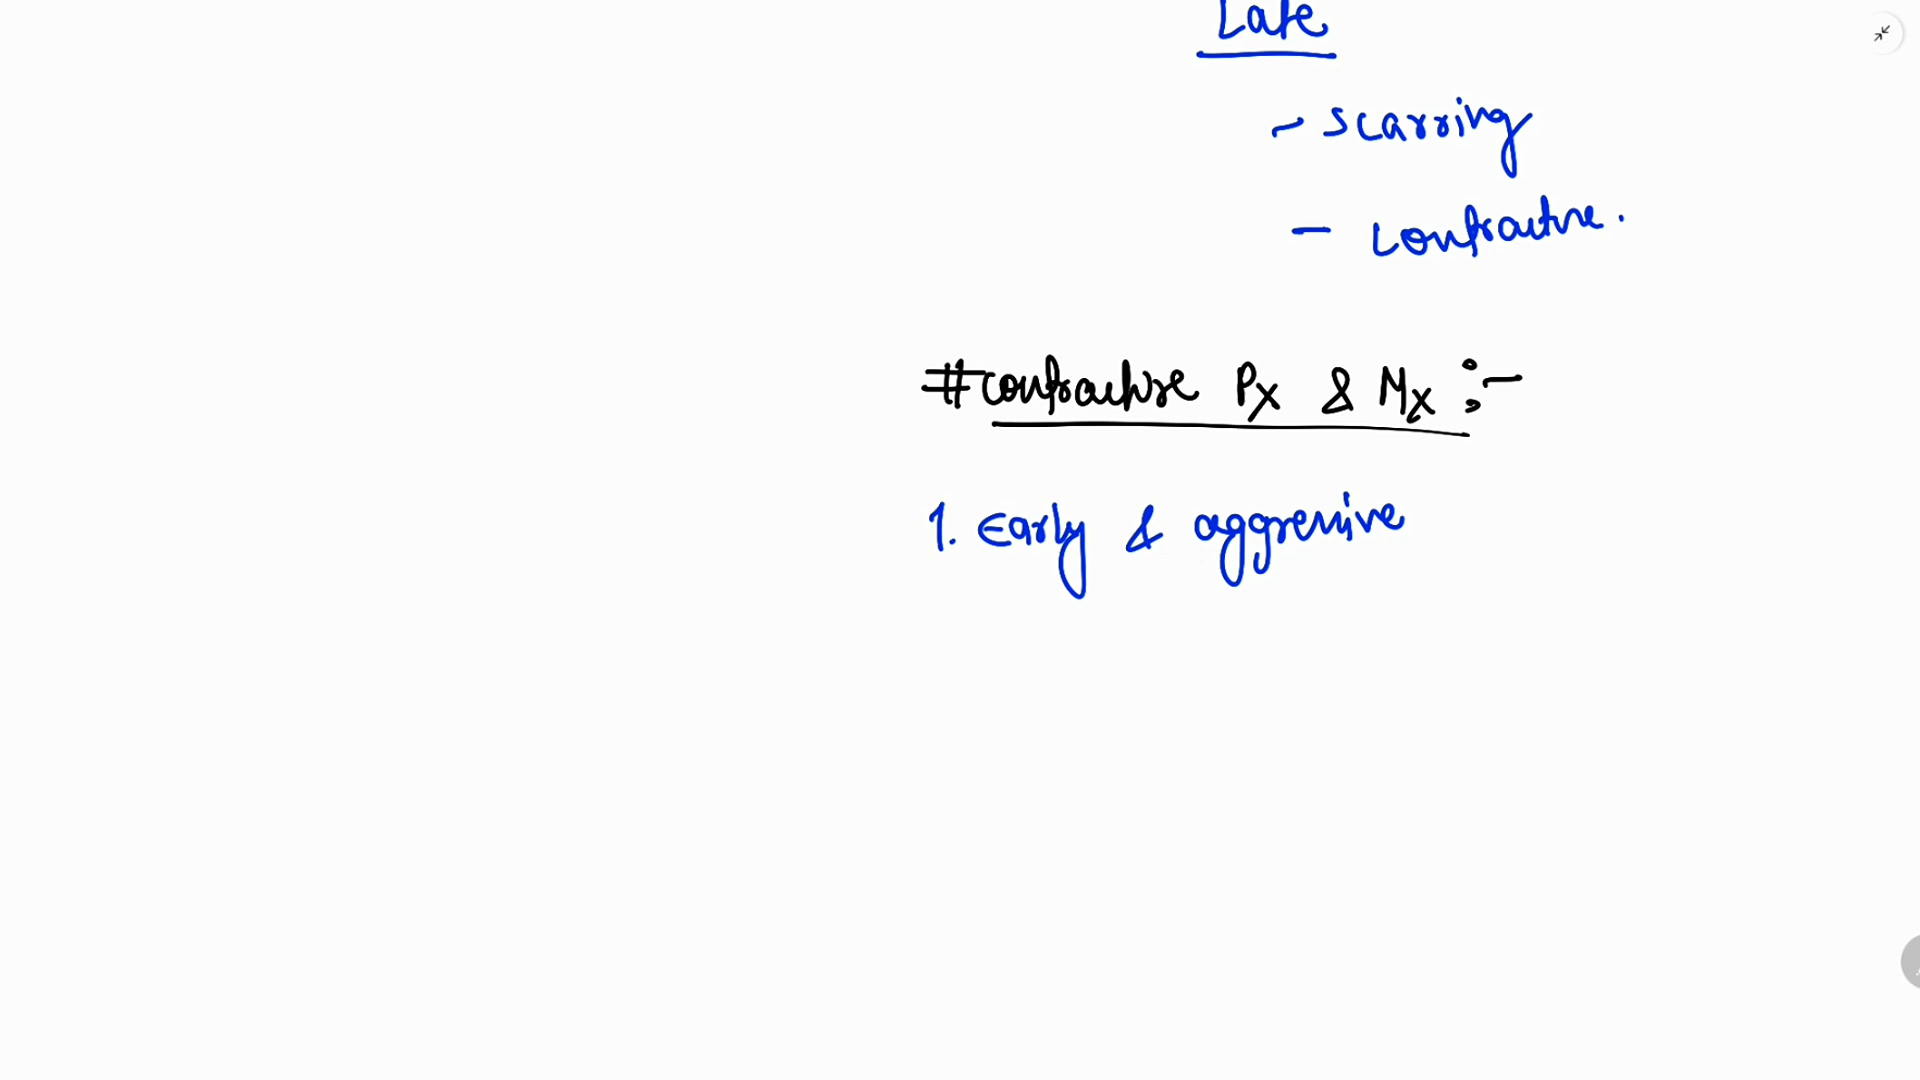 Late
- scarring
- contracture.
#contracture Px & Mx :-
1. Early & aggressive